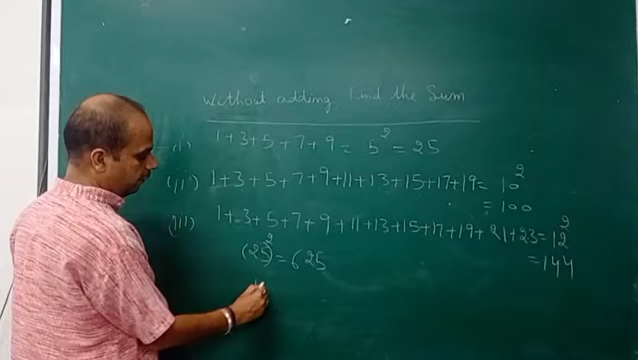 Without adding, Find the Sum
(i) 1+3+5+7+9 = 5² = 25
(ii) 1+3+5+7+9+11+13+15+17+19 = 10²
= 100
(iii) 1+3+5+7+9+11+13+15+17+19+21+23 = 12²
= 144
(25)² = 625